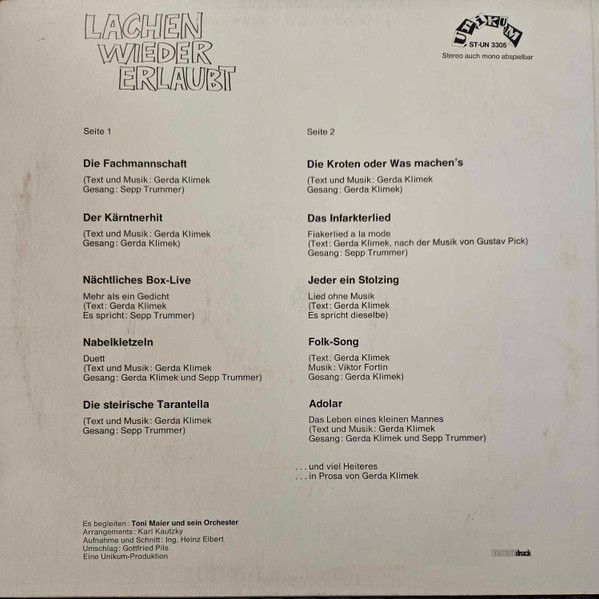 LACHEN
WIEDER
ERLAUBT
UNIKUM
ST-UN 3305
Stereo auch mono abspielbar
Seite 1
Die Fachmannschaft
(Text und Musik: Gerda Klimek
Gesang: Sepp Trummer)
Der Kärntnerhit
(Text und Musik: Gerda Klimek
Gesang: Gerda Klimek)
Nächtliches Box-Live
Mehr als ein Gedicht
(Text: Gerda Klimek
Es spricht: Sepp Trummer)
Nabelkletzeln
Duett
(Text und Musik: Gerda Klimek
Gesang: Gerda Klimek und Sepp Trummer)
Die steirische Tarantella
(Text und Musik: Gerda Klimek
Gesang: Sepp Trummer)
Seite 2
Die Kroten oder Was machen's
(Text und Musik: Gerda Klimek
Gesang: Gerda Klimek)
Das Infarkterlied
Fiakerlied a la mode
(Text: Gerda Klimek, nach der Musik von Gustav Pick)
Gesang: Sepp Trummer)
Jeder ein Stolzing
Lied ohne Musik
(Text: Gerda Klimek
Es spricht dieselbe)
Folk-Song
(Text: Gerda Klimek
Musik: Viktor Fortin
Gesang: Gerda Klimek)
Adolar
Das Leben eines kleinen Mannes
(Text und Musik: Gerda Klimek
Gesang: Gerda Klimek und Sepp Trummer)
...und viel Heiteres
...in Prosa von Gerda Klimek
Es begleiten: Toni Maier und sein Orchester
Arrangements: Karl Kautzky
Aufnahme und Schnitt: Ing. Heinz Elbert
Umschlag: Gottfried Pils
Eine Unikum-Produktion
druck